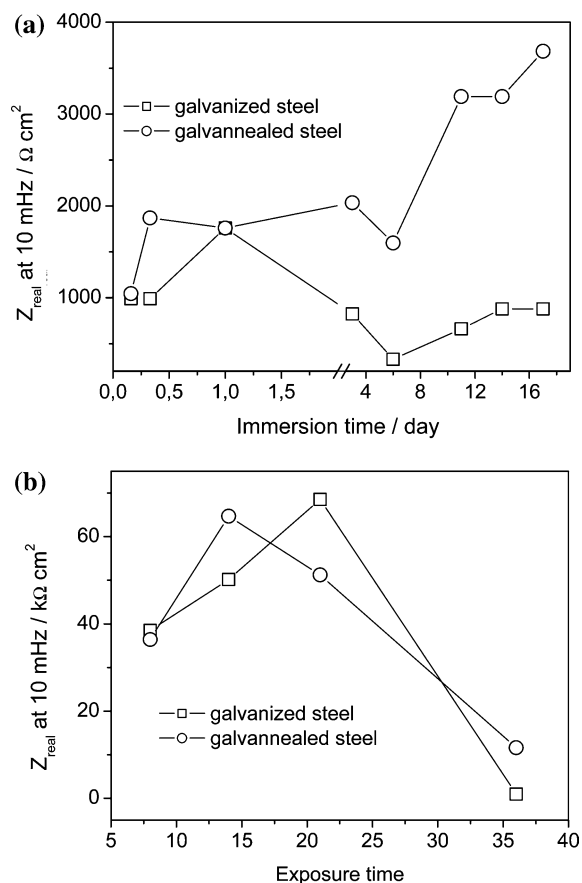 (a)
4000
3000
2000
1000
Z_real at 10 mHz / Ω cm²
galvanized steel
galvannealed steel
0,0 0,5 1,0 1,5 4 8 12 16
Immersion time / day
(b)
60
40
20
0
Z_real at 10 mHz / kΩ cm²
galvanized steel
galvannealed steel
5 10 15 20 25 30 35 40
Exposure time